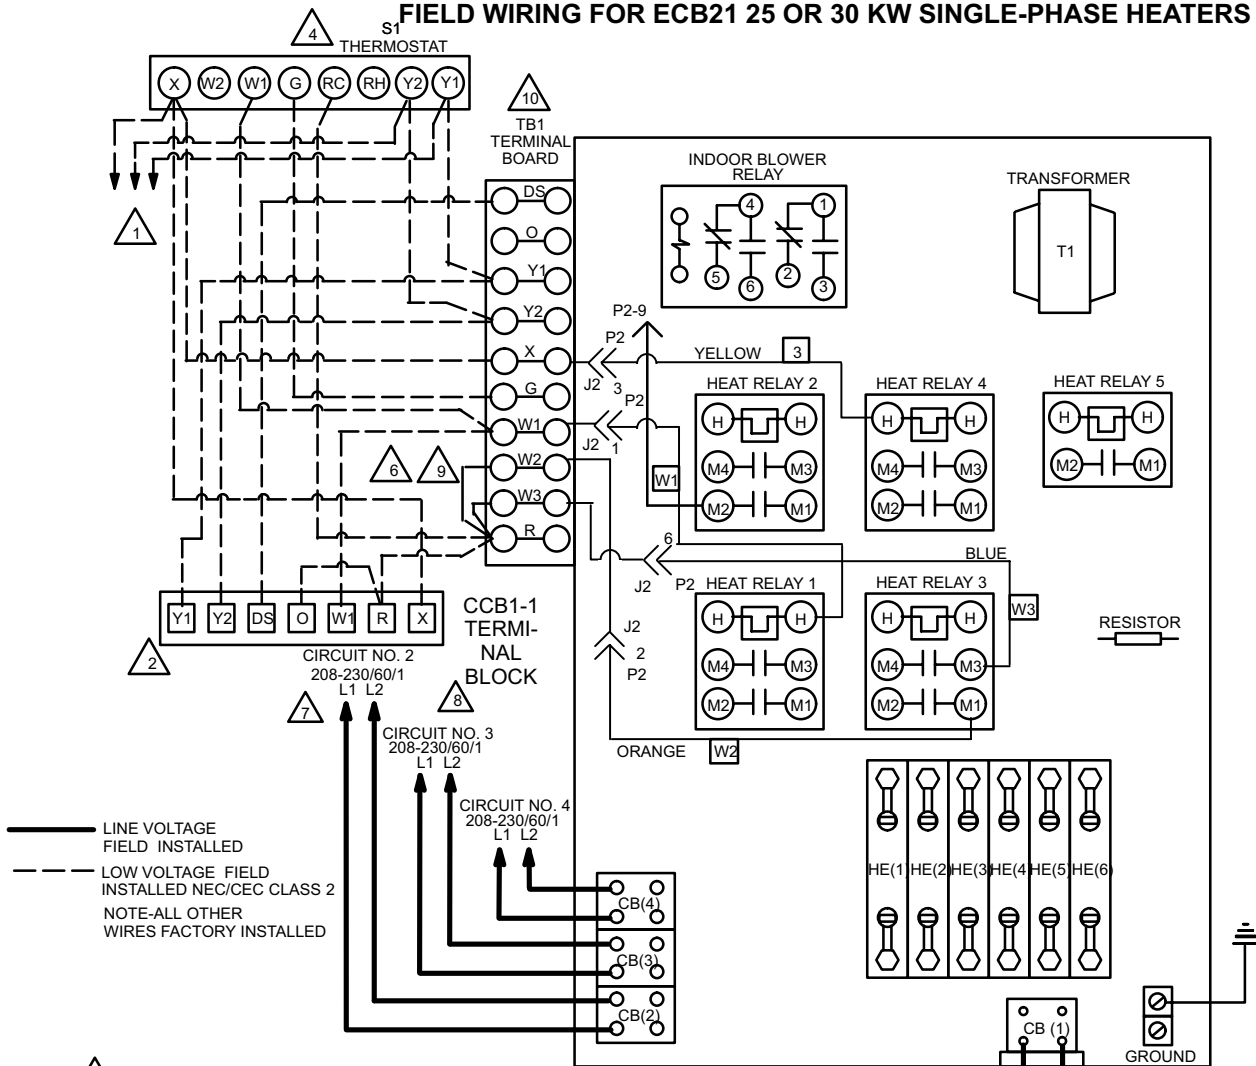 FIELD WIRING FOR ECB21 25 OR 30 KW SINGLE-PHASE HEATERS
4
S1
THERMOSTAT
X W2 W1 G RC RH Y2 Y1
10
TB1
TERMINAL
BOARD
1
DS
O
Y1
Y2
X
G
W1
W2
W3
R
INDOOR BLOWER
RELAY
4 1
5 6 2 3
TRANSFORMER
T1
P2-9
P2
J2 3
YELLOW 3
P2
J2 1
HEAT RELAY 2
H H
M4 M3
M2 M1
HEAT RELAY 4
H H
M4 M3
M2 M1
HEAT RELAY 5
H H
M2 M1
6 9
W1
6
J2 P2
BLUE
HEAT RELAY 1
H H
M4 M3
M2 M1
HEAT RELAY 3
H H
M4 M3
M2 M1
W3
RESISTOR
Y1 Y2 DS O W1 R X
CCB1-1
TERMI-
NAL
BLOCK
2
J2
2
P2
ORANGE W2
CIRCUIT NO. 2
208-230/60/1
L1 L2
7
8
CIRCUIT NO. 3
208-230/60/1
L1 L2
CIRCUIT NO. 4
208-230/60/1
L1 L2
LINE VOLTAGE
FIELD INSTALLED
LOW VOLTAGE FIELD
INSTALLED NEC/CEC CLASS 2
NOTE-ALL OTHER
WIRES FACTORY INSTALLED
HE(1) HE(2) HE(3) HE(4 HE(5) HE(6)
CB(4)
CB(3)
CB(2)
CB (1)
GROUND